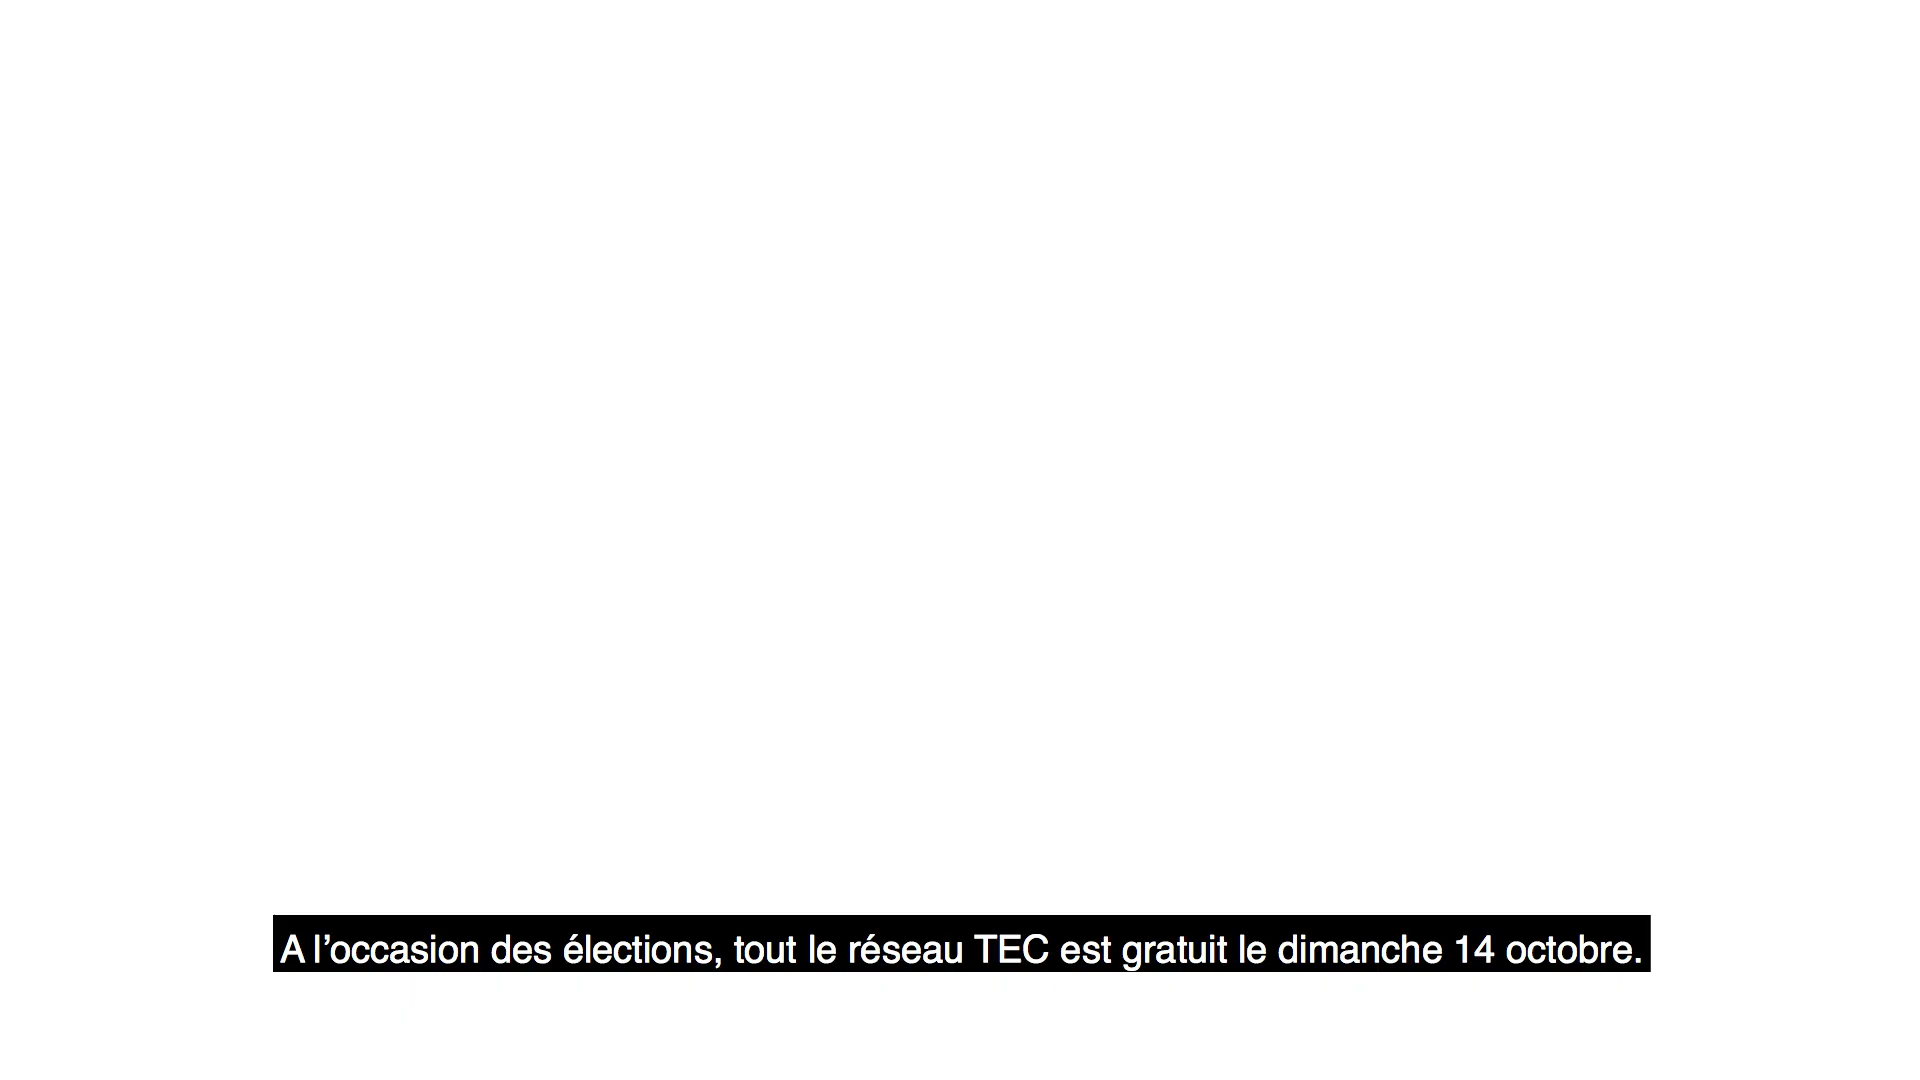 A l’occasion des élections, tout le réseau TEC est gratuit le dimanche 14 octobre.